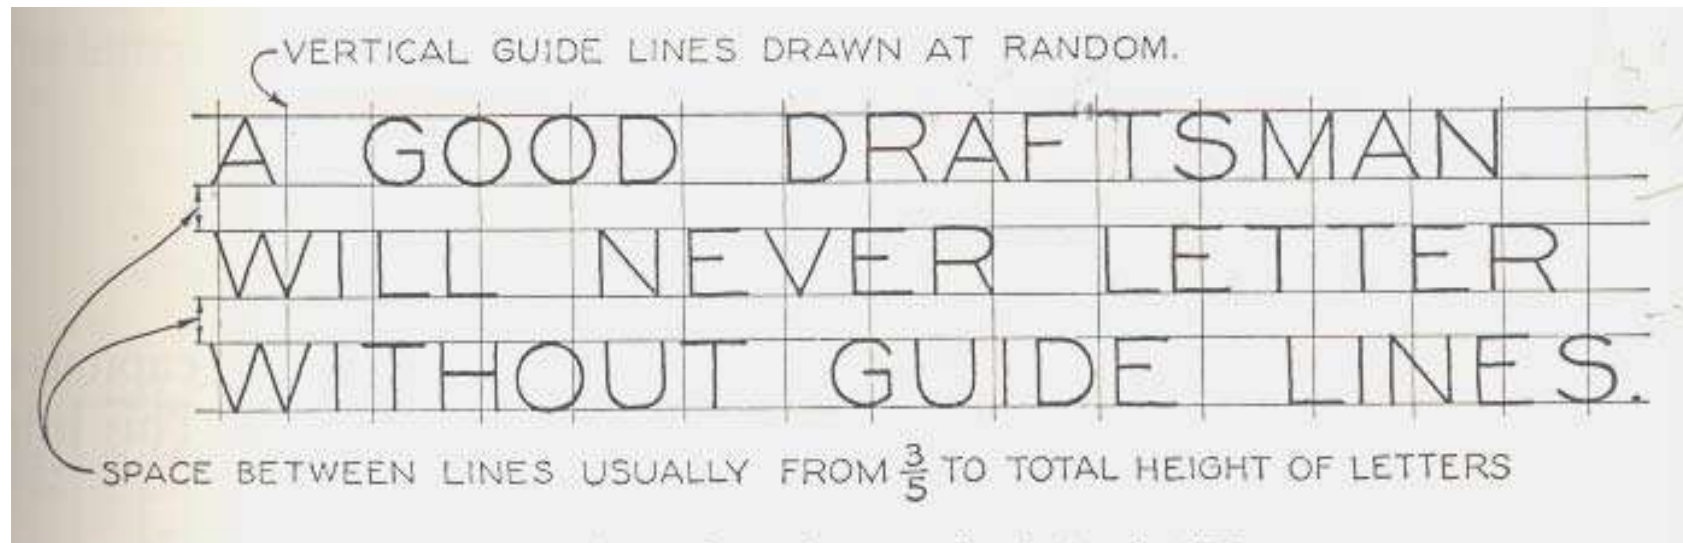 VERTICAL GUIDE LINES DRAWN AT RANDOM.
A GOOD DRAFTSMAN
WILL NEVER LETTER
WITHOUT GUIDE LINES.
SPACE BETWEEN LINES USUALLY FROM 3/5 TO TOTAL HEIGHT OF LETTERS